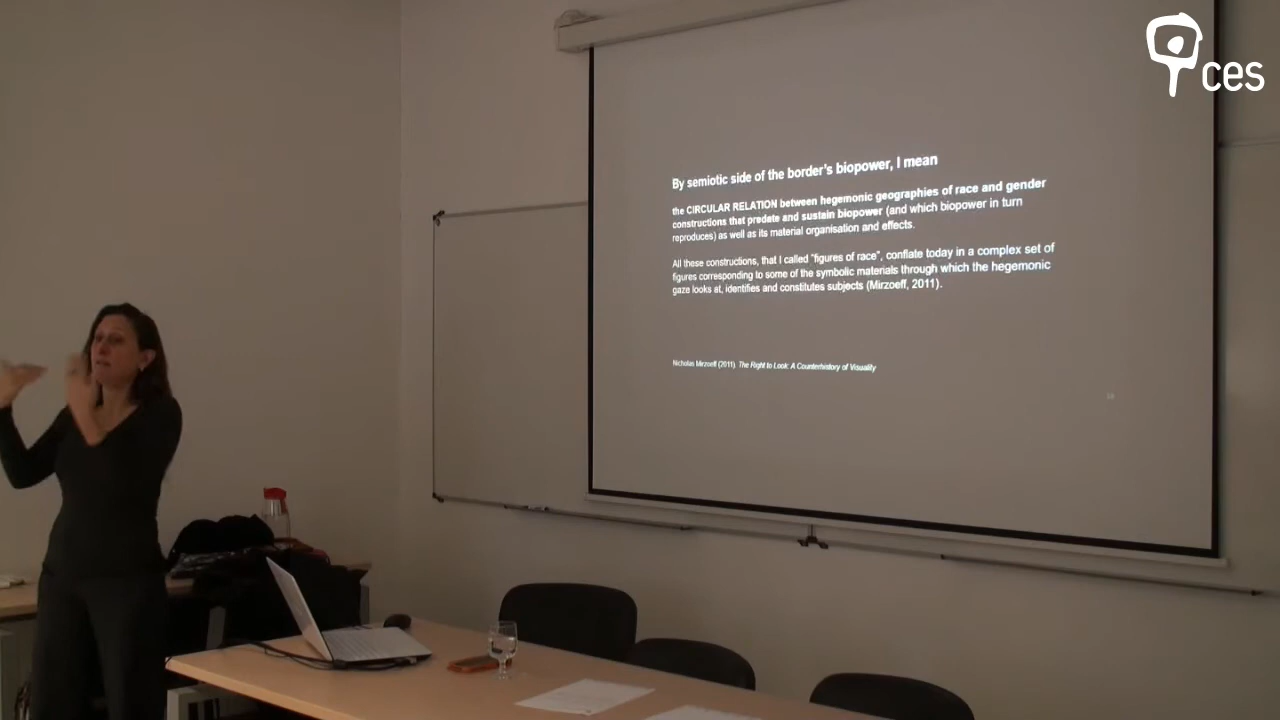 ces
By semiotic side of the border's biopower, I mean
the CIRCULAR RELATION between hegemonic geographies of race and gender
constructions that predate and sustain biopower (and which biopower in turn
reproduces) as well as its material organisation and effects.
All these constructions, that I called "figures of race", conflate today in a complex set of
figures corresponding to some of the symbolic materials through which the hegemonic
gaze looks at, identifies and constitutes subjects (Mirzoeff, 2011).
Nicholas Mirzoeff (2011) The Right to Look: A Counterhistory of Visuality